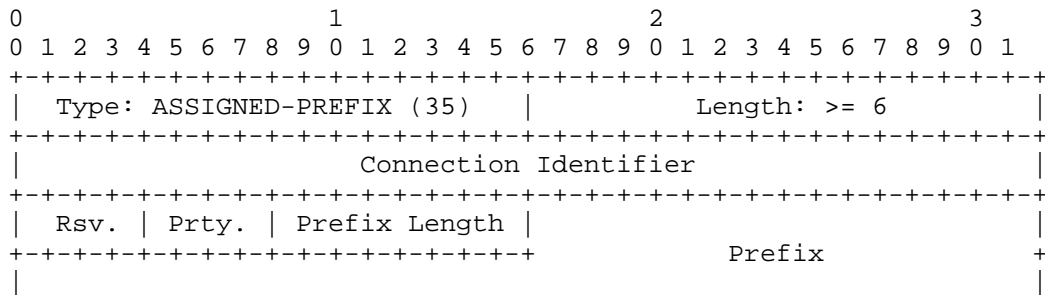 0                   1                   2                   3
0 1 2 3 4 5 6 7 8 9 0 1 2 3 4 5 6 7 8 9 0 1 2 3 4 5 6 7 8 9 0 1
+-+-+-+-+-+-+-+-+-+-+-+-+-+-+-+-+-+-+-+-+-+-+-+-+-+-+-+-+-+-+-+-+
|  Type: ASSIGNED-PREFIX (35)   |          Length: >= 6         |
+-+-+-+-+-+-+-+-+-+-+-+-+-+-+-+-+-+-+-+-+-+-+-+-+-+-+-+-+-+-+-+-+
|                     Connection Identifier                     |
+-+-+-+-+-+-+-+-+-+-+-+-+-+-+-+-+-+-+-+-+-+-+-+-+-+-+-+-+-+-+-+-+
|  Rsv. | Prty. | Prefix Length |                               |
+-+-+-+-+-+-+-+-+-+-+-+-+-+-+-+-+            Prefix             +
|                                                               |